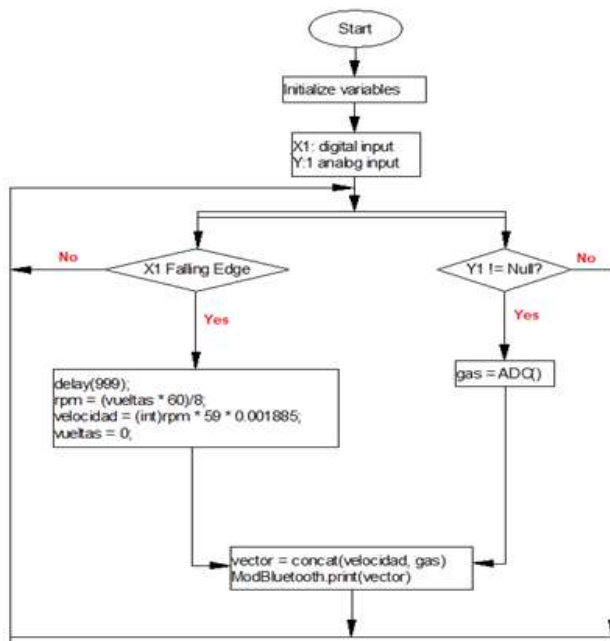 Start
Initialize variables
X1: digital input
Y:1 analog input
No
X1 Falling Edge
Y1 != Null?
No
Yes
Yes
delay(999);
rpm = (vueltas * 60)/8;
velocidad = (int)rpm * 59 * 0.001885;
vueltas = 0;
gas = ADC()
vector = concat(velocidad, gas)
ModBluetooth.print(vector)